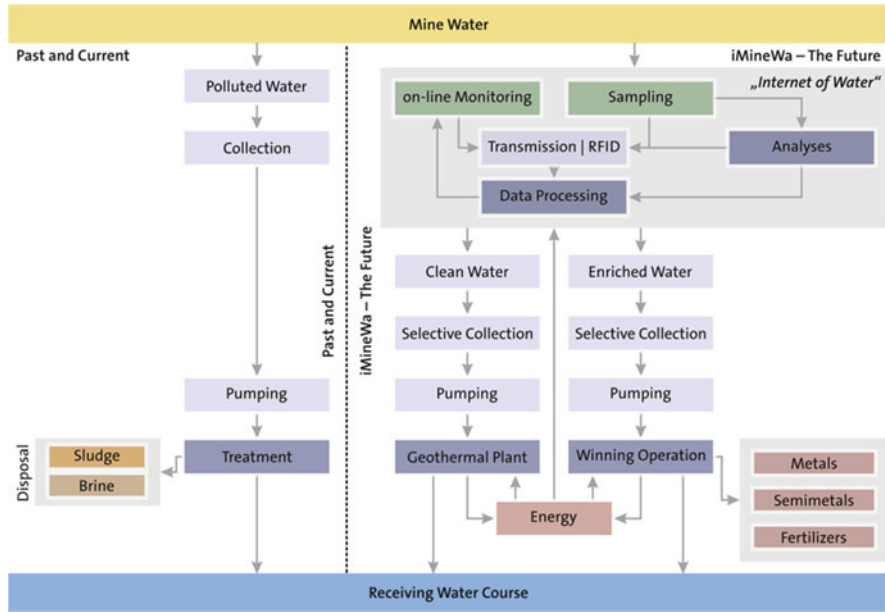 Mine Water
Past and Current
iMineWa – The Future
Polluted Water
Collection
Pumping
Treatment
Disposal
Sludge
Brine
Past and Current
iMineWa – The Future
„Internet of Water“
on-line Monitoring
Sampling
Transmission | RFID
Analyses
Data Processing
Clean Water
Enriched Water
Selective Collection
Selective Collection
Pumping
Pumping
Geothermal Plant
Winning Operation
Energy
Metals
Semimetals
Fertilizers
Receiving Water Course